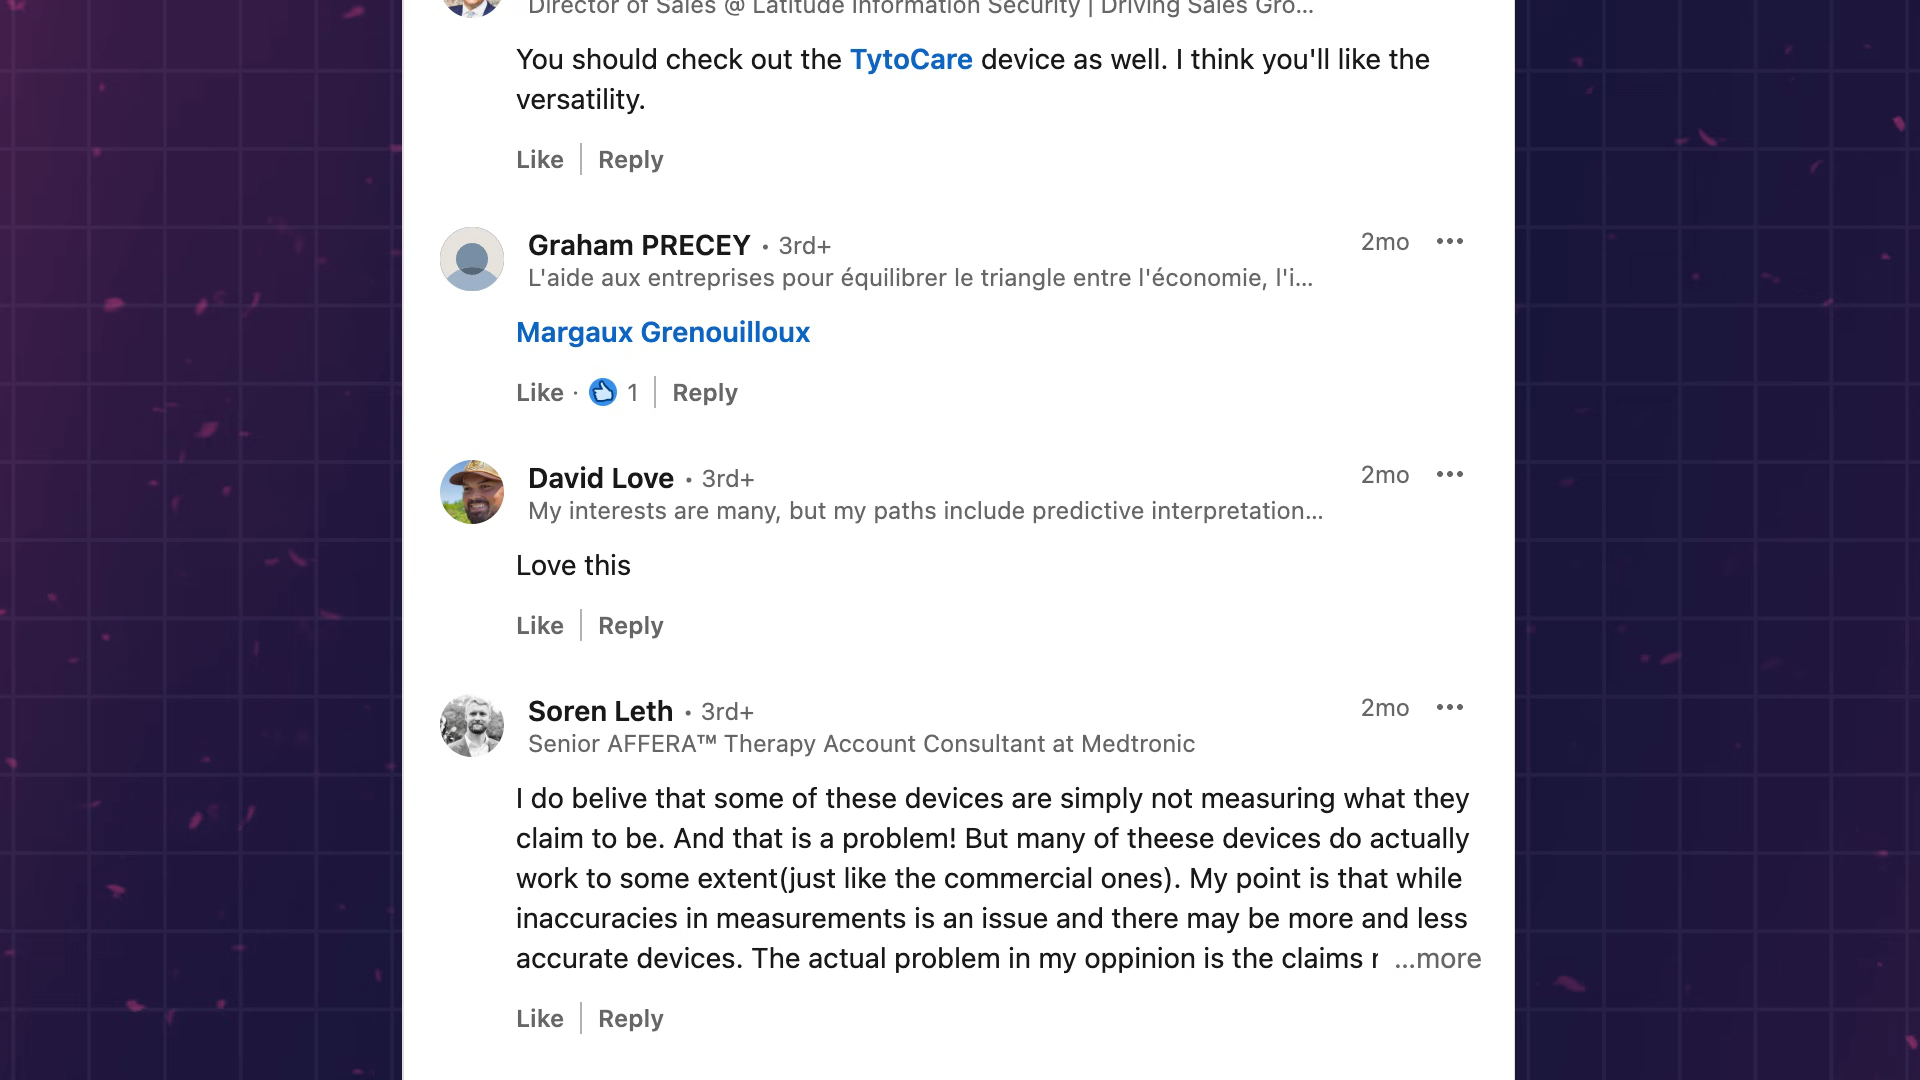 Director of Sales @ Latitude Information Security | Driving Sales Gro...
You should check out the TytoCare device as well. I think you'll like the
versatility.
Like Reply
Graham PRECEY • 3rd+ 2mo •••
L'aide aux entreprises pour équilibrer le triangle entre l'économie, l'i...
Margaux Grenouilloux
Like · 1 Reply
David Love • 3rd+ 2mo •••
My interests are many, but my paths include predictive interpretation...
Love this
Like Reply
Soren Leth • 3rd+ 2mo •••
Senior AFFERA™ Therapy Account Consultant at Medtronic
I do belive that some of these devices are simply not measuring what they
claim to be. And that is a problem! But many of theese devices do actually
work to some extent(just like the commercial ones). My point is that while
inaccuracies in measurements is an issue and there may be more and less
accurate devices. The actual problem in my oppinion is the claims ...more
Like Reply